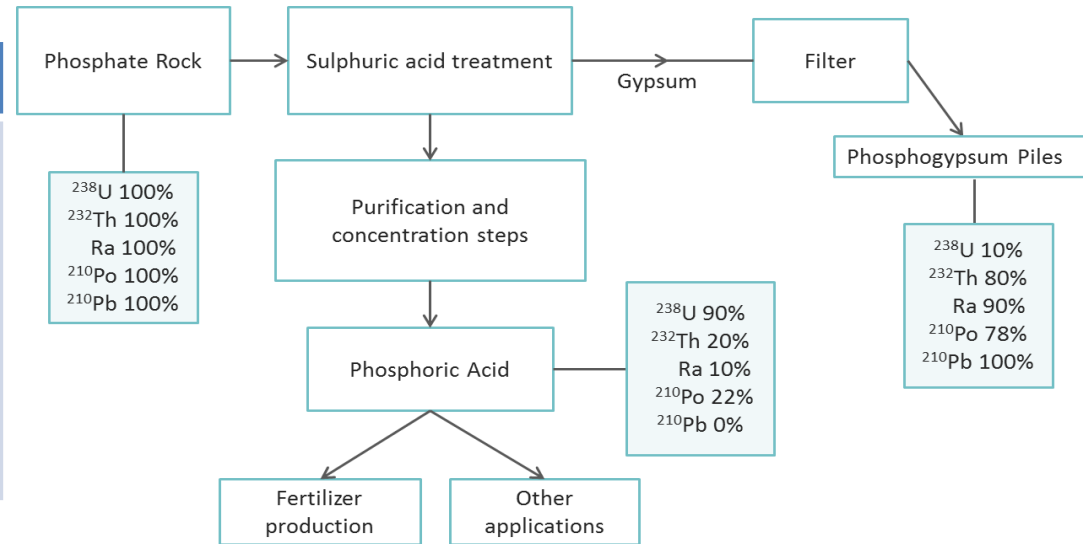 Phosphate Rock
Sulphuric acid treatment
Gypsum
Filter
Phosphogypsum Piles
²³⁸U 100%
²³²Th 100%
Ra 100%
²¹⁰Po 100%
²¹⁰Pb 100%
Purification and
concentration steps
²³⁸U 10%
²³²Th 80%
Ra 90%
²¹⁰Po 78%
²¹⁰Pb 100%
Phosphoric Acid
²³⁸U 90%
²³²Th 20%
Ra 10%
²¹⁰Po 22%
²¹⁰Pb 0%
Fertilizer
production
Other
applications